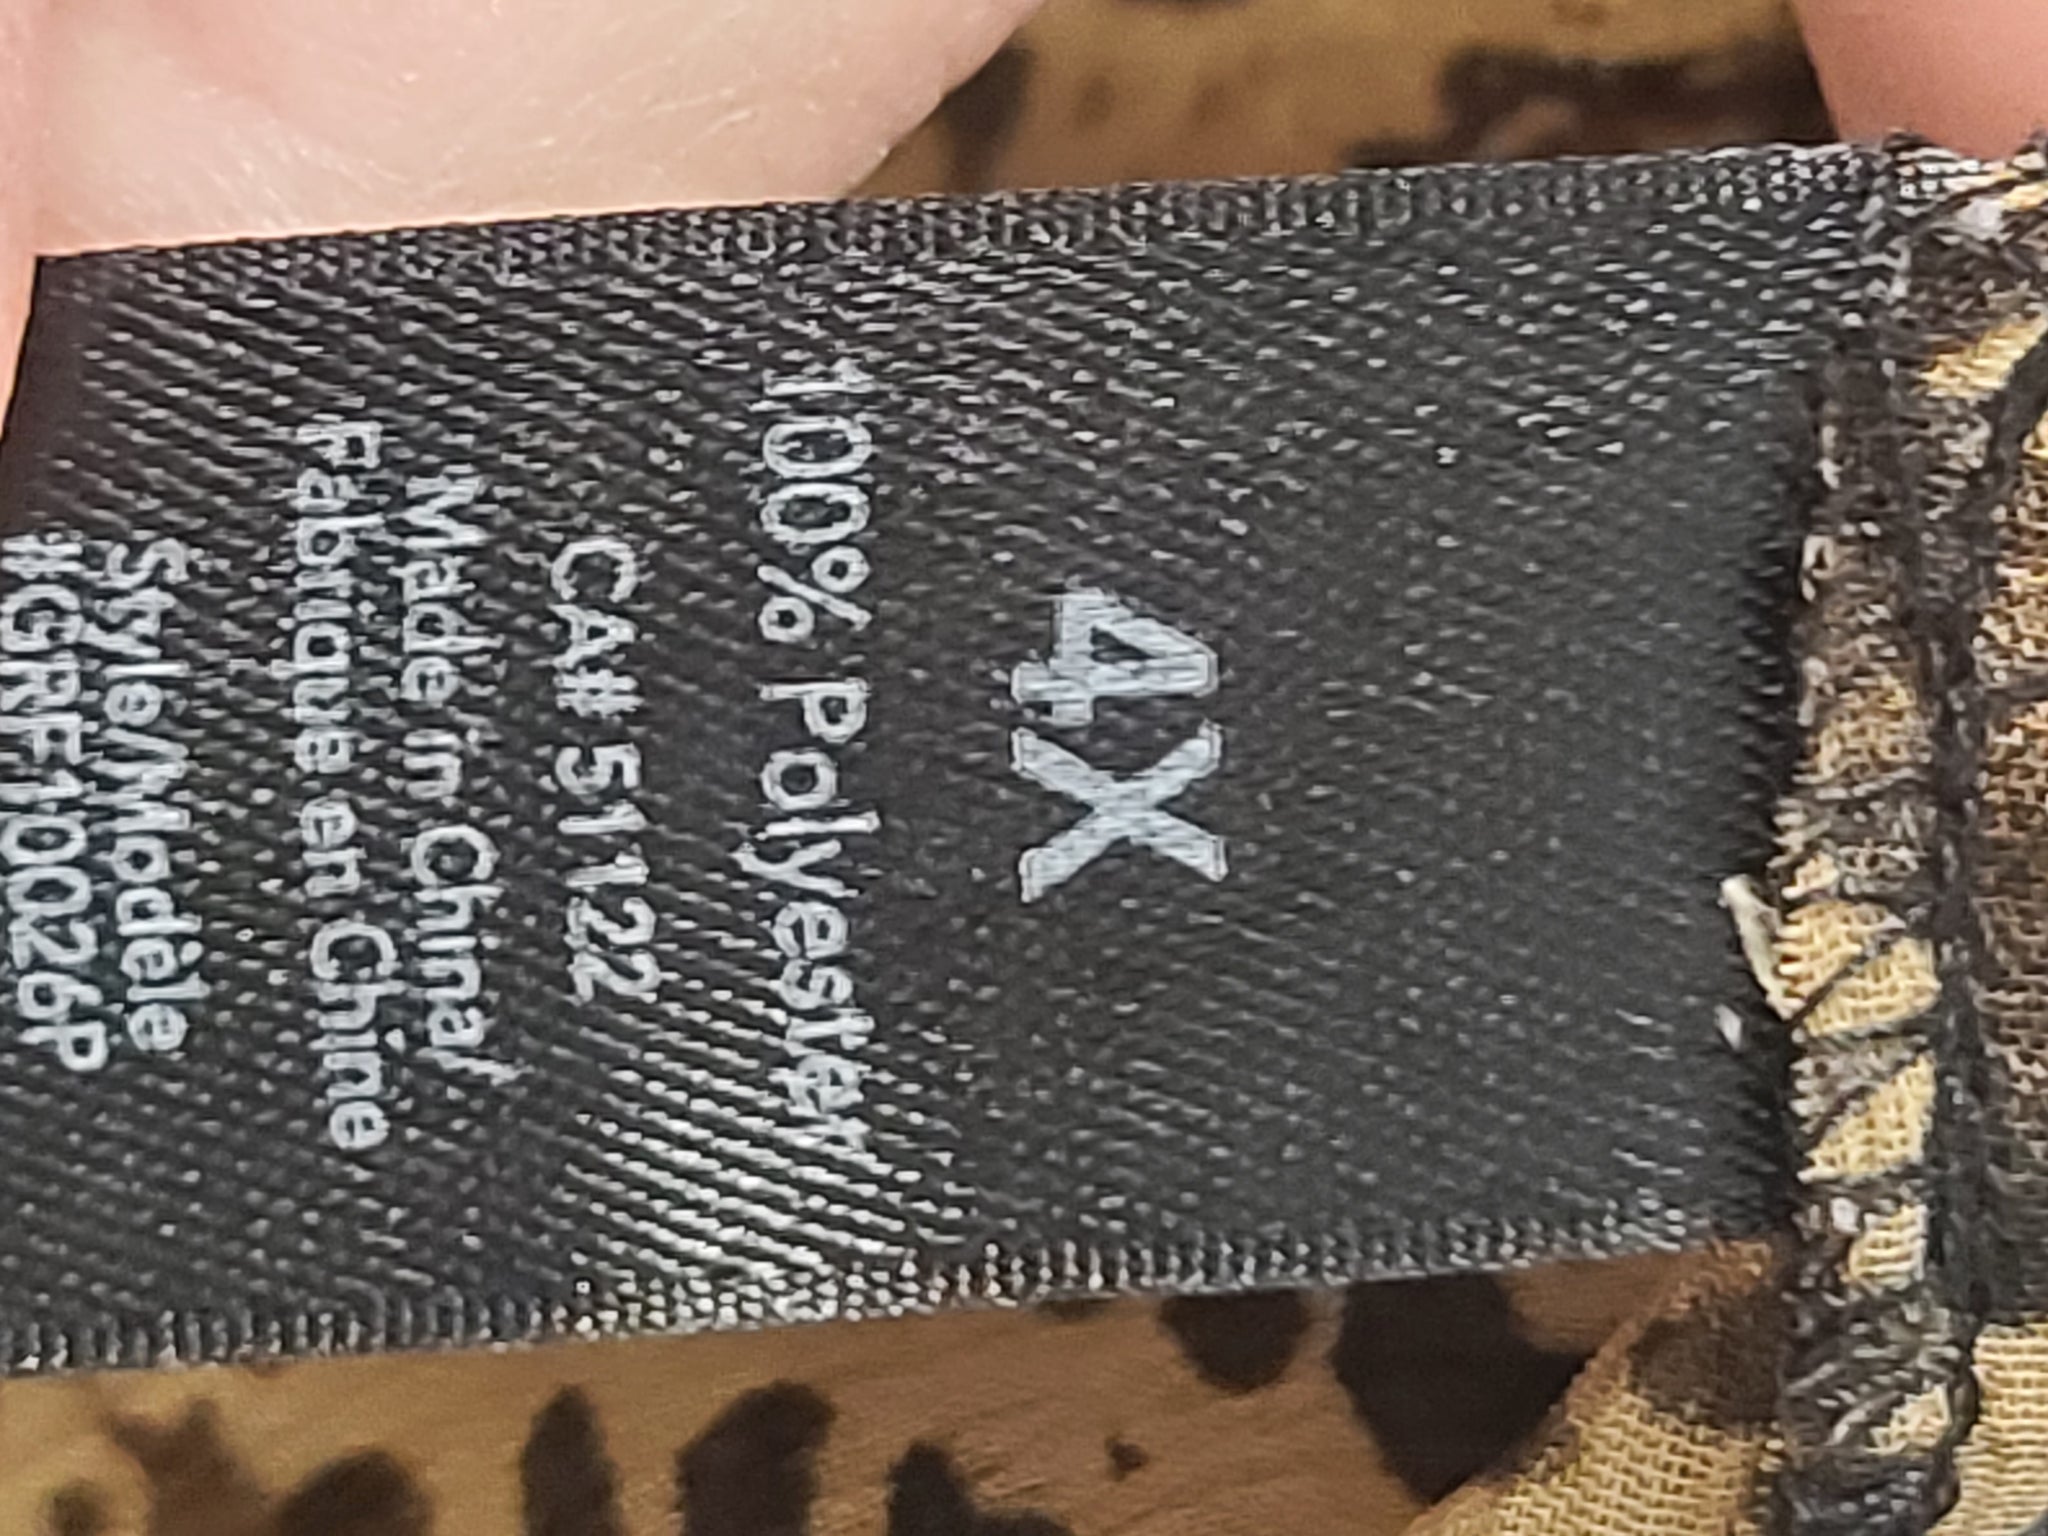 4X
100% Polyester
CA# 51122
Made in China/
Fabriqué en Chine
Style/Modèle
#GRF10026P